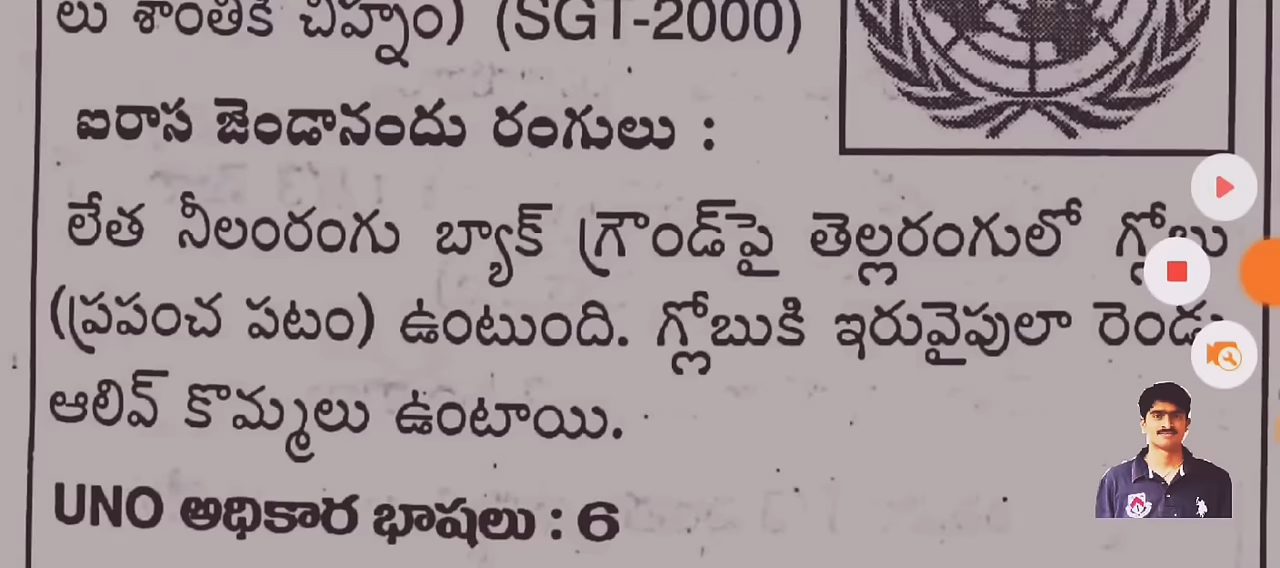 లు శాంతికి చిహ్నం) (SGT-2000)
ఐరాస జెండానందు రంగులు :
లేత నీలంరంగు బ్యాక్ గ్రౌండ్‌పై తెల్లరంగులో గ్లోబు
(ప్రపంచ పటం) ఉంటుంది. గ్లోబుకి ఇరువైపులా రెండు
ఆలివ్ కొమ్మలు ఉంటాయి.
UNO అధికార భాషలు : 6